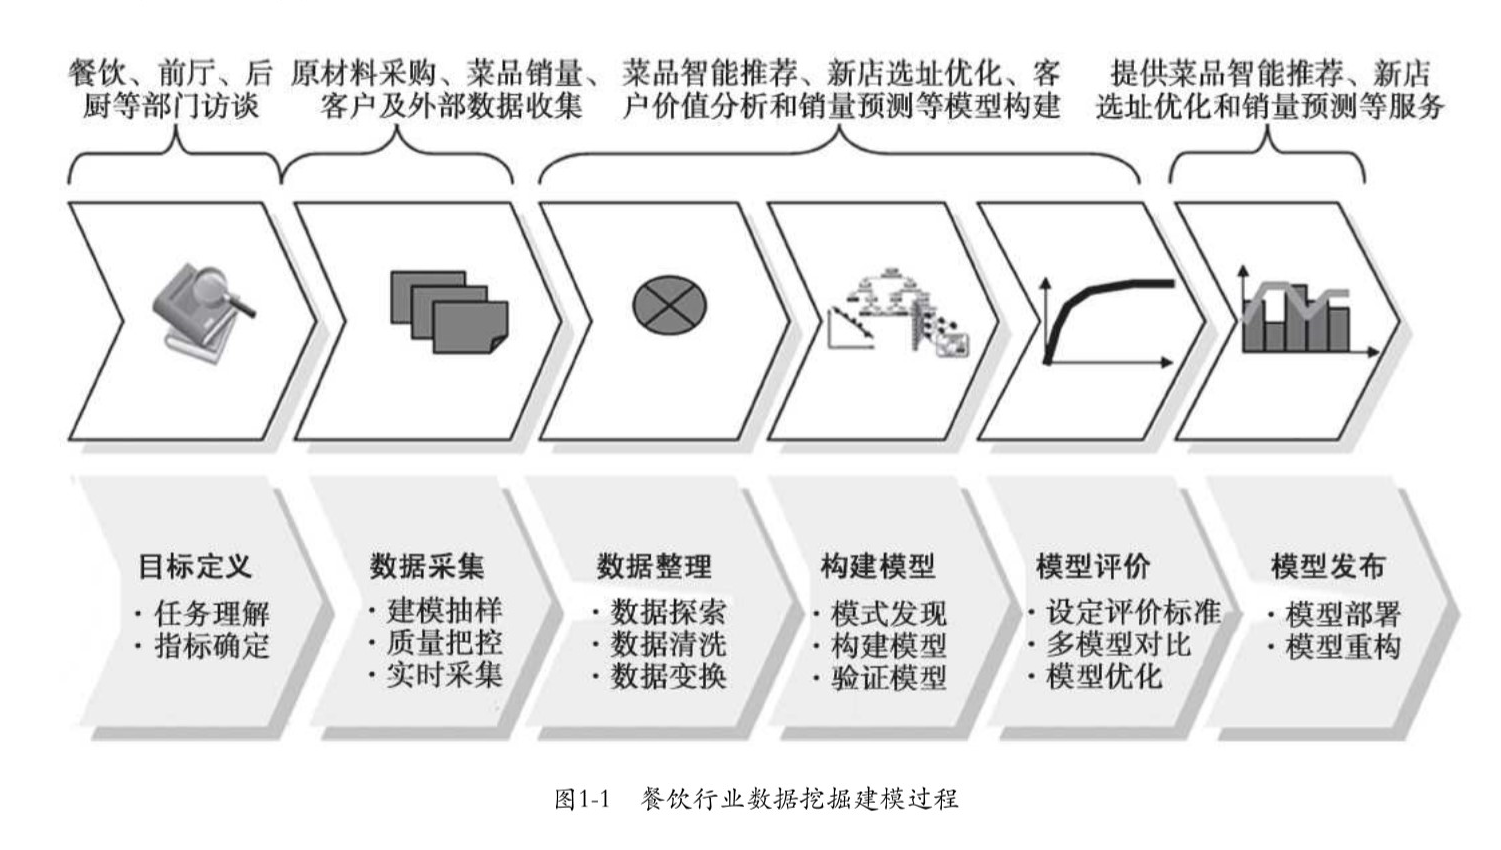 餐饮、前厅、后
厨等部门访谈
原材料采购、菜品销量、
客户及外部数据收集
菜品智能推荐、新店选址优化、客
户价值分析和销量预测等模型构建
提供菜品智能推荐、新店
选址优化和销量预测等服务
目标定义
·任务理解
·指标确定
数据采集
·建模抽样
·质量把控
·实时采集
数据整理
·数据探索
·数据清洗
·数据变换
构建模型
·模式发现
·构建模型
·验证模型
模型评价
·设定评价标准
·多模型对比
·模型优化
模型发布
·模型部署
·模型重构
图1-1 餐饮行业数据挖掘建模过程